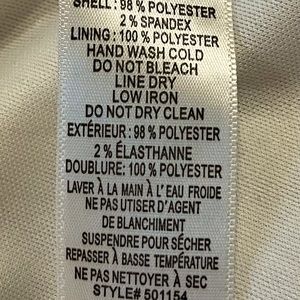 SHELL: 98 % POLYESTER
2 % SPANDEX
LINING : 100 % POLYESTER
HAND WASH COLD
DO NOT BLEACH
LINE DRY
LOW IRON
DO NOT DRY CLEAN
EXTÉRIEUR : 98 % POLYESTER
2 % ÉLASTHANNE
DOUBLURE: 100 % POLYESTER
LAVER À LA MAIN À L'EAU FROIDE
NE PAS UTISER D'AGENT
DE BLANCHIMENT
SUSPENDRE POUR SÉCHER
REPASSER À BASSE TEMPÉRATURE
NE PAS NETTOYER À SEC
STYLE# 501154